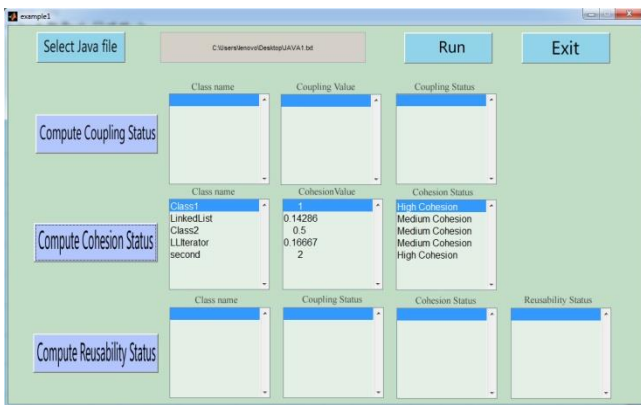 example1
Select Java file
C:\Users\lenovo\Desktop\JAVA1.txt
Run
Exit
Class name
Coupling Value
Coupling Status
Compute Coupling Status
Class name
CohesionValue
Cohesion Status
Compute Cohesion Status
Class1 1 High Cohesion
LinkedList 0.14286 Medium Cohesion
Class2 0.5 Medium Cohesion
LLIterator 0.16667 Medium Cohesion
second 2 High Cohesion
Class name
Coupling Status
Cohesion Status
Reusability Status
Compute Reusability Status